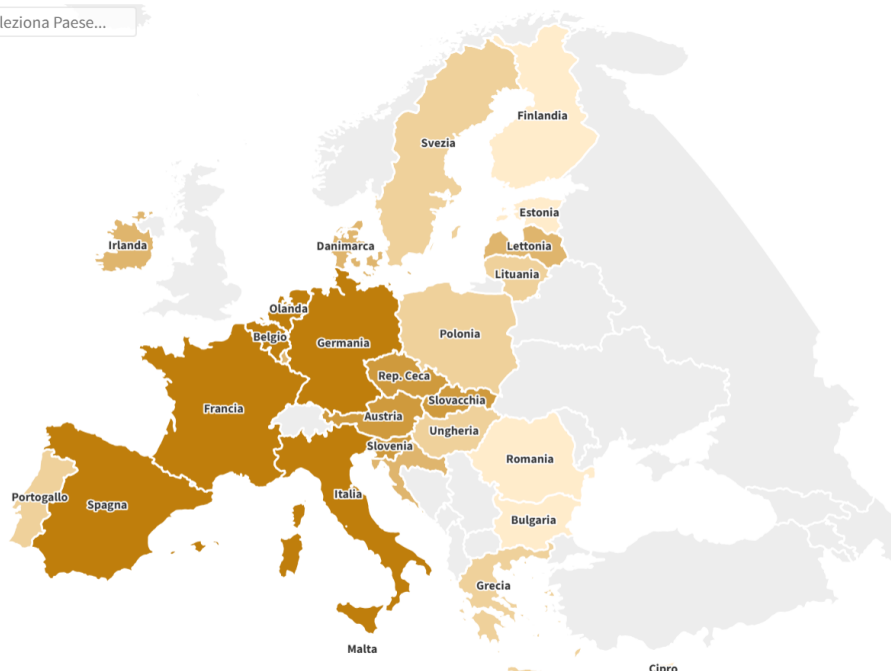 leziona Paese...
Finlandia
Svezia
Estonia
Irlanda
Danimarca
Lettonia
Lituania
Olanda
Belgio
Germania
Polonia
Rep. Ceca
Slovacchia
Francia
Austria
Ungheria
Slovenia
Romania
Portogallo
Spagna
Italia
Bulgaria
Grecia
Malta
Cipro